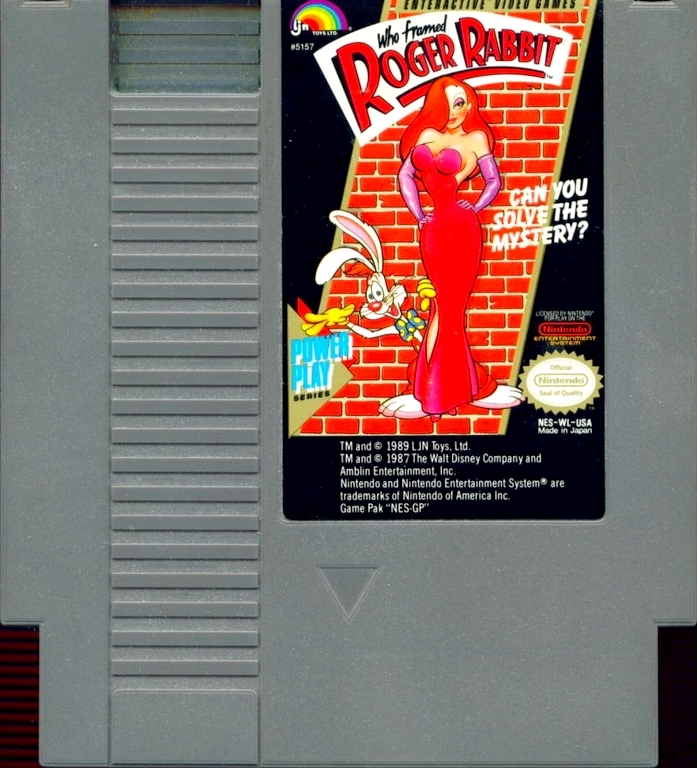 ENTERACTIVE VIDEO GAMES
LJN
TOYS LTD.
®
#5157
who framed
ROGER RABBIT
TM
CAN YOU
SOLVE THE
MYSTERY?
POWER
PLAY
SERIES
LICENSED BY NINTENDO®
FOR PLAY ON THE
Nintendo
ENTERTAINMENT
SYSTEM
Official
Nintendo
Seal of Quality
TM
NES-WL-USA
Made in Japan
TM and © 1989 LJN Toys, Ltd.
TM and © 1987 The Walt Disney Company and
Amblin Entertainment, Inc.
Nintendo and Nintendo Entertainment System® are
trademarks of Nintendo of America Inc.
Game Pak "NES-GP"